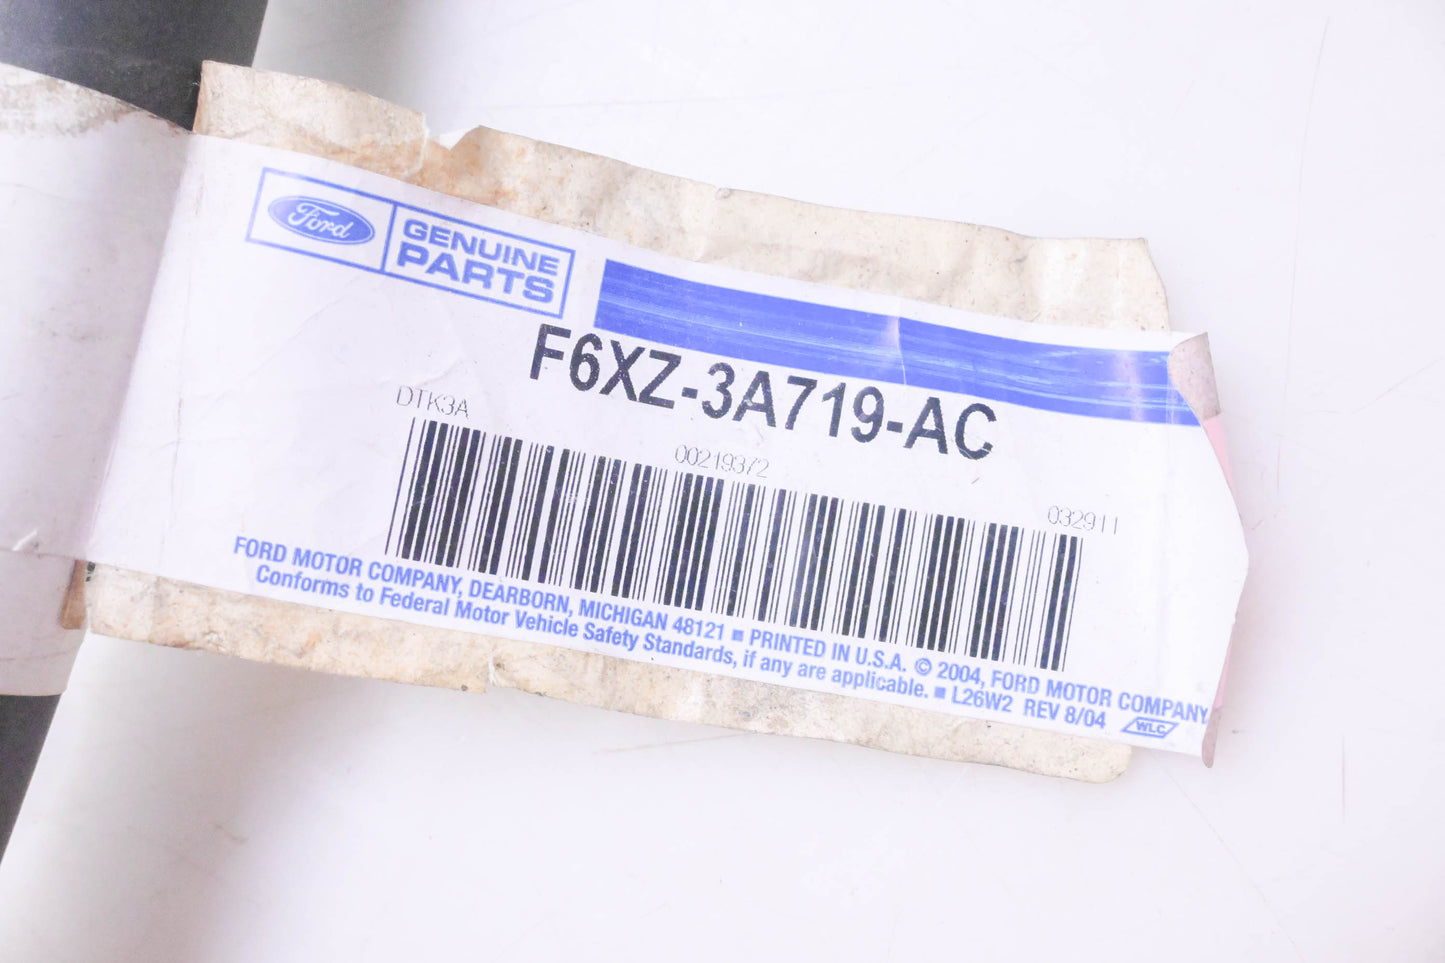 Ford
GENUINE
PARTS
F6XZ-3A719-AC
DTK3A
00219372
032911
FORD MOTOR COMPANY, DEARBORN, MICHIGAN 48121 ■ PRINTED IN U.S.A. © 2004, FORD MOTOR COMPANY
Conforms to Federal Motor Vehicle Safety Standards, if any are applicable. ■ L26W2 REV 8/04 WLC